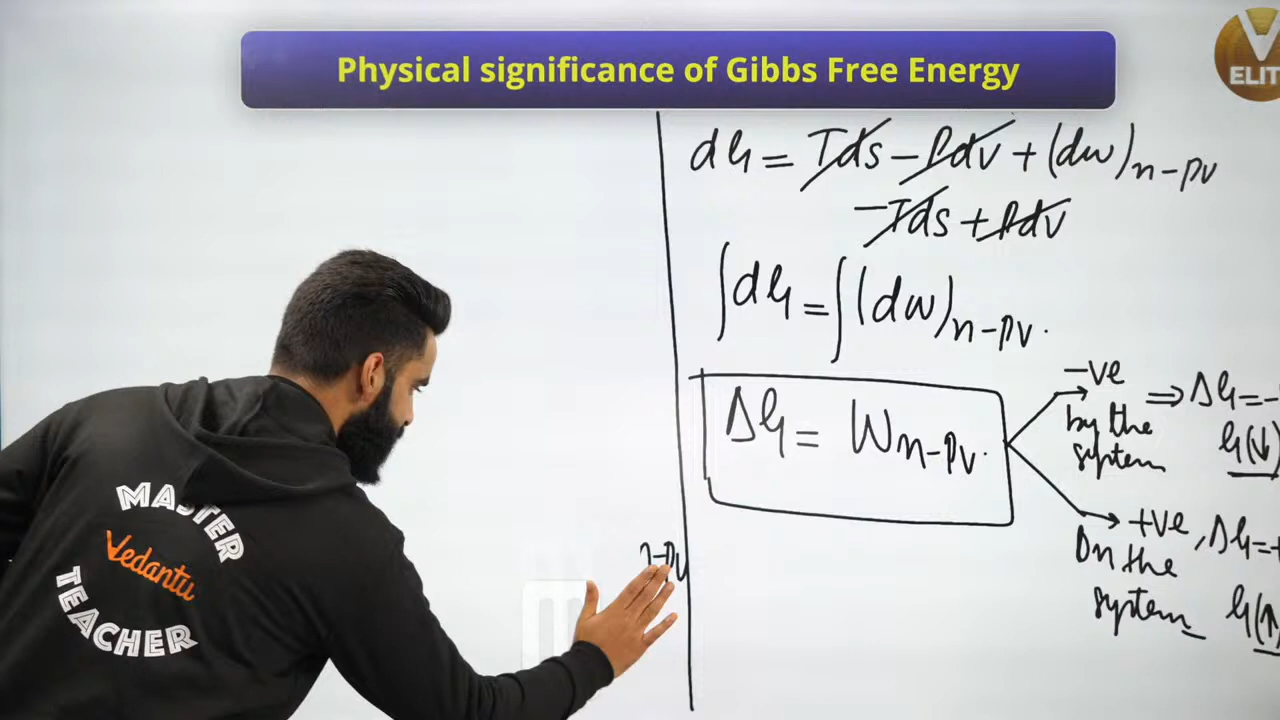 Physical significance of Gibbs Free Energy
V
ELIT
dG = Tds - Pdv + (dw)n-pv
-Tds + Pdv
∫dG = ∫(dw)n-pv.
ΔG = Wn-pv.
-ve ⇒ ΔG = -
by the
system G(↓)
+ve, ΔG = +
On the
system G(↑)
n-pv
MASTER
Vedantu
TEACHER